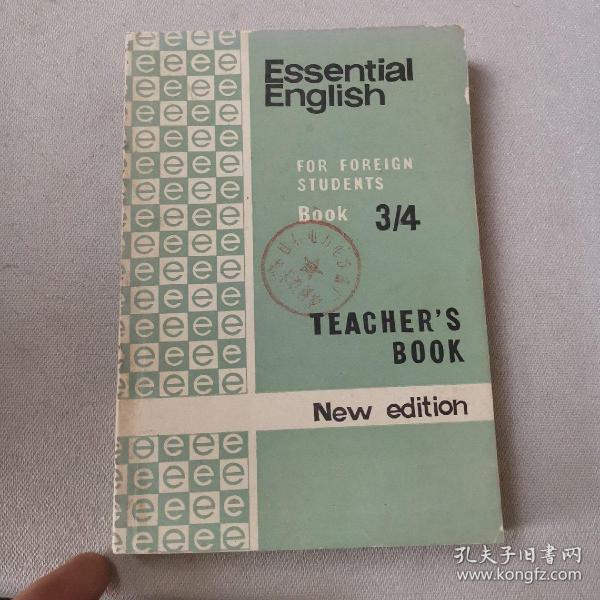 Essential
English
FOR FOREIGN
STUDENTS
Book 3/4
TEACHER'S
BOOK
New edition
孔夫子旧书网
www.kongfz.com